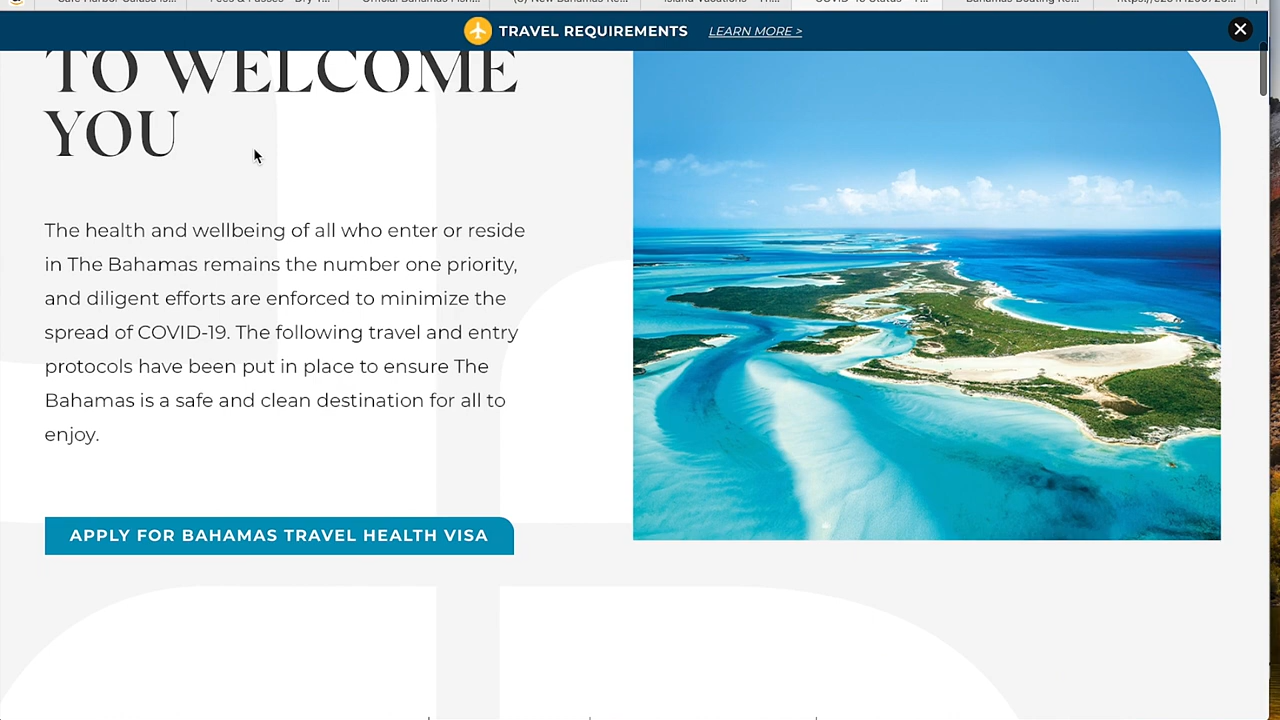 TRAVEL REQUIREMENTS LEARN MORE >
TO WELCOME
YOU
The health and wellbeing of all who enter or reside
in The Bahamas remains the number one priority,
and diligent efforts are enforced to minimize the
spread of COVID-19. The following travel and entry
protocols have been put in place to ensure The
Bahamas is a safe and clean destination for all to
enjoy.
APPLY FOR BAHAMAS TRAVEL HEALTH VISA